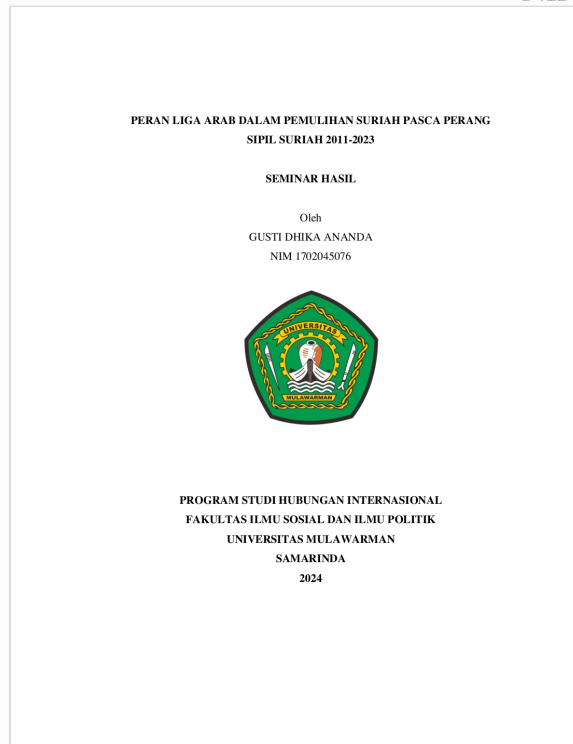 PERAN LIGA ARAB DALAM PEMULIHAN SURIAH PASCA PERANG
SIPIL SURIAH 2011-2023
SEMINAR HASIL
Oleh
GUSTI DHIKA ANANDA
NIM 1702045076
UNIVERSITAS
MULAWARMAN
PROGRAM STUDI HUBUNGAN INTERNASIONAL
FAKULTAS ILMU SOSIAL DAN ILMU POLITIK
UNIVERSITAS MULAWARMAN
SAMARINDA
2024